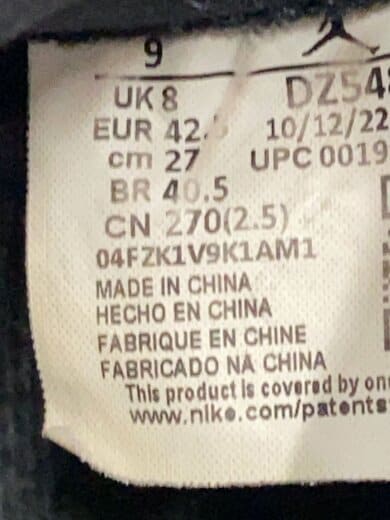 9
UK 8 DZ54
EUR 42.5 10/12/22
cm 27 UPC 0019
BR 40.5
CN 270(2.5)
04FZK1V9K1AM1
MADE IN CHINA
HECHO EN CHINA
FABRIQUE EN CHINE
FABRICADO NA CHINA
This product is covered by on
www.nike.com/patents